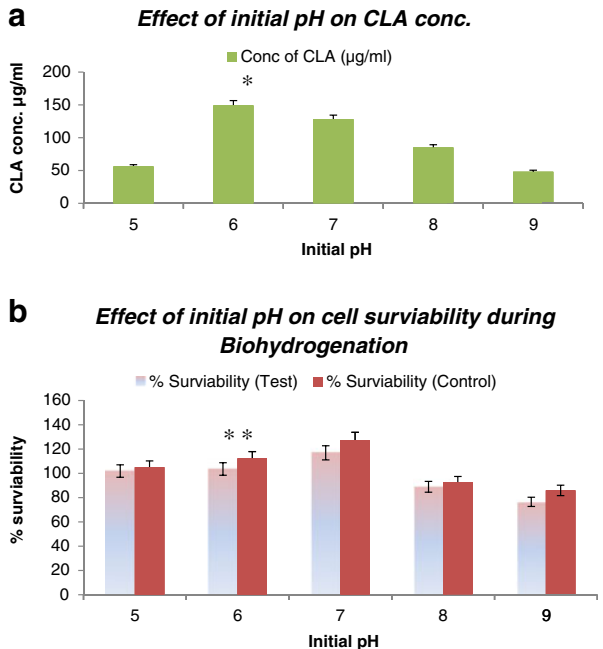 a
Effect of initial pH on CLA conc.
Conc of CLA (µg/ml)
*
CLA conc. µg/ml
200
150
100
50
0
5 6 7 8 9
Initial pH
b
Effect of initial pH on cell surviability during
Biohydrogenation
% Surviability (Test) % Surviability (Control)
* *
% surviability
160
140
120
100
80
60
40
20
0
5 6 7 8 9
Initial pH